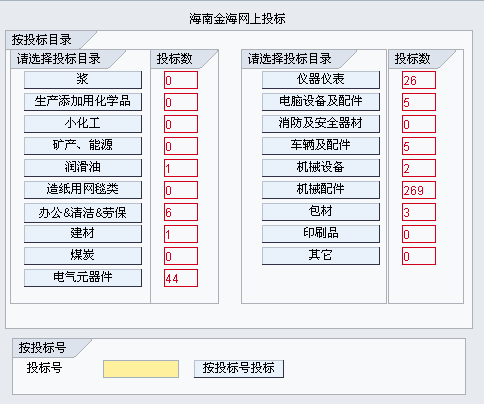 海南金海网上投标
按投标目录
请选择投标目录 投标数
浆 0
生产添加用化学品 0
小化工 0
矿产、能源 0
润滑油 1
造纸用网毯类 0
办公&清洁&劳保 6
建材 1
煤炭 0
电气元器件 44
请选择投标目录 投标数
仪器仪表 26
电脑设备及配件 5
消防及安全器材 0
车辆及配件 5
机械设备 2
机械配件 269
包材 3
印刷品 0
其它 0
按投标号
投标号 按投标号投标